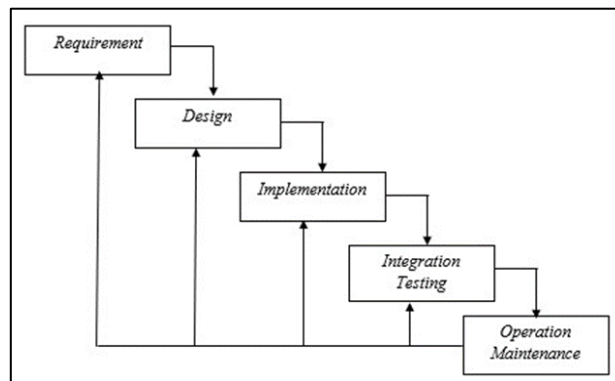 Requirement
Design
Implementation
Integration
Testing
Operation
Maintenance